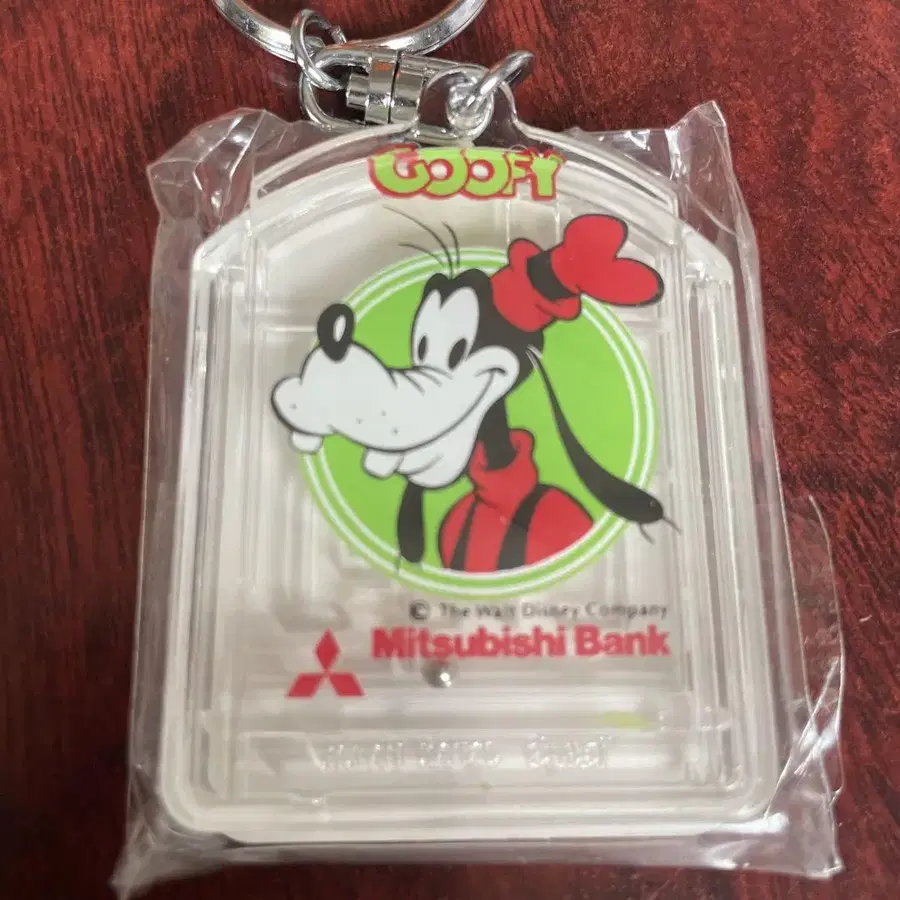 GOOFY
© The Walt Disney Company
Mitsubishi Bank